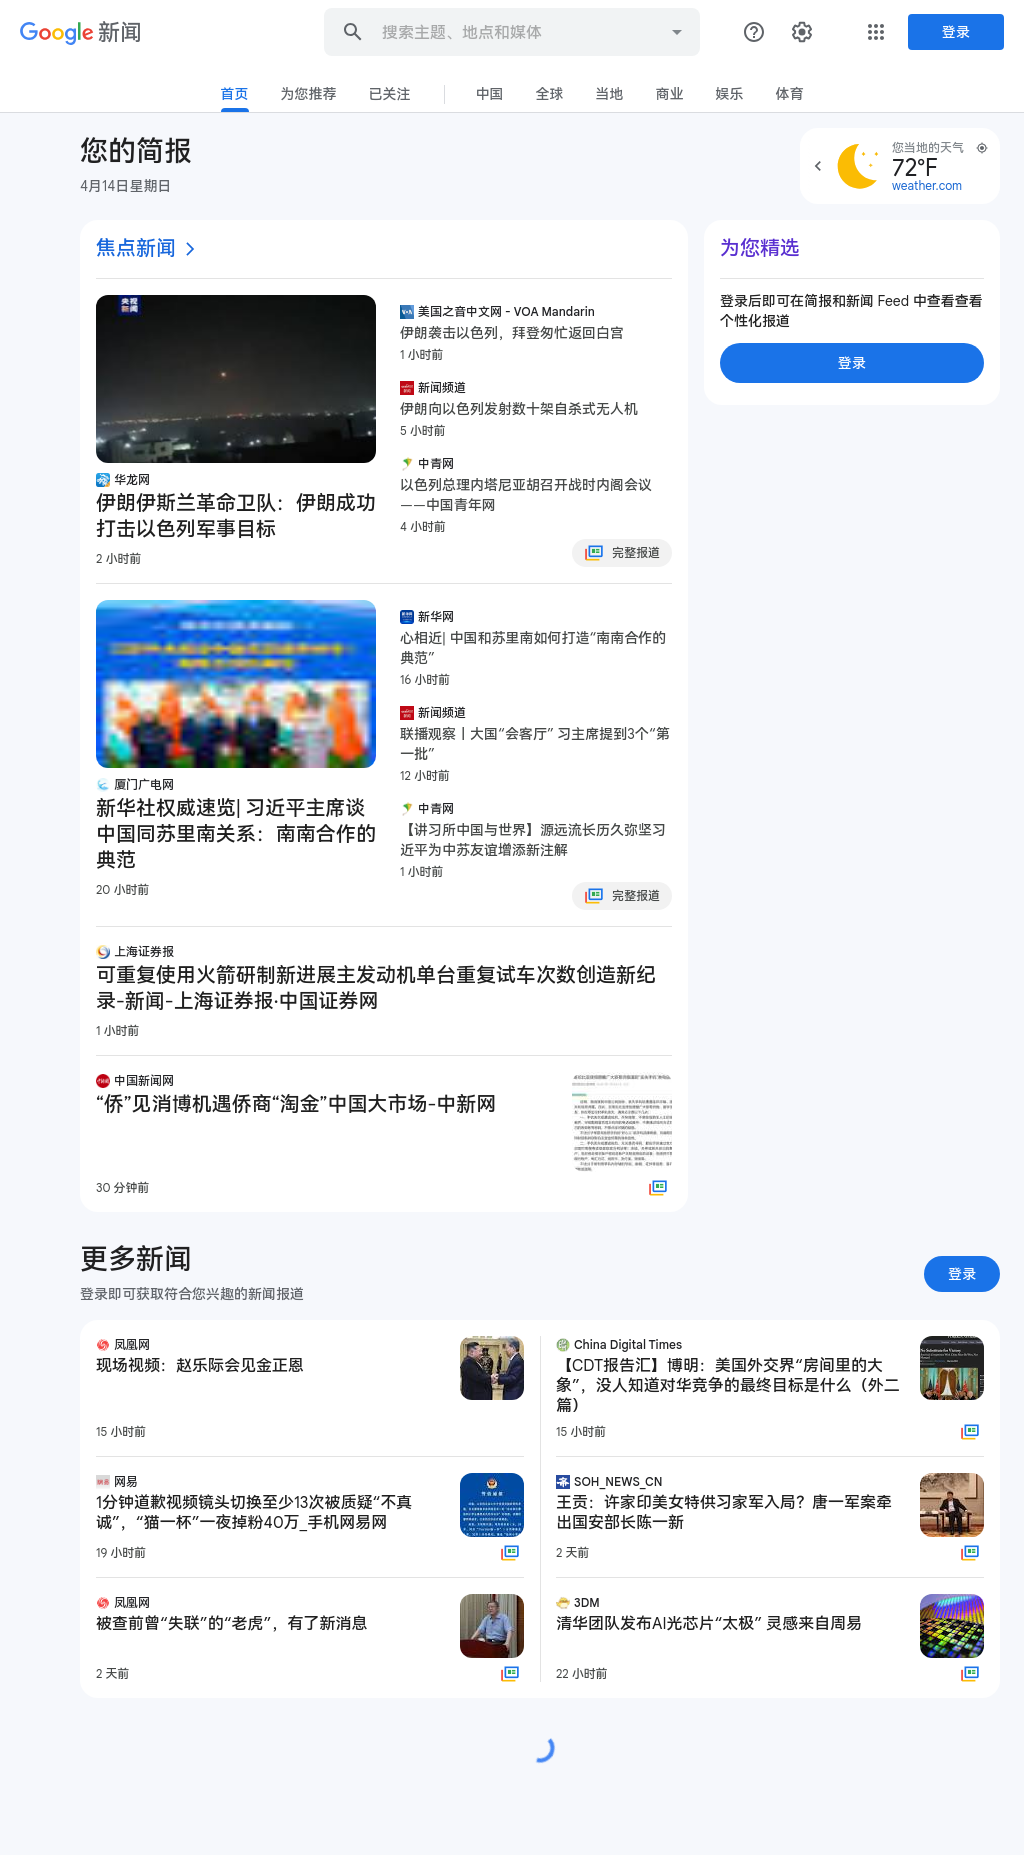 Google 新闻
搜索主题、地点和媒体
登录
首页
为您推荐
已关注
中国
全球
当地
商业
娱乐
体育
您的简报
4月14日星期日
您当地的天气
72°F
weather.com
焦点新闻
央视
新闻
华龙网
伊朗伊斯兰革命卫队：伊朗成功
打击以色列军事目标
2 小时前
美国之音中文网 - VOA Mandarin
伊朗袭击以色列，拜登匆忙返回白宫
1 小时前
新闻频道
伊朗向以色列发射数十架自杀式无人机
5 小时前
中青网
以色列总理内塔尼亚胡召开战时内阁会议
——中国青年网
4 小时前
完整报道
为您精选
登录后即可在简报和新闻 Feed 中查看查看
个性化报道
登录
厦门广电网
新华社权威速览| 习近平主席谈
中国同苏里南关系：南南合作的
典范
20 小时前
新华网
心相近| 中国和苏里南如何打造“南南合作的
典范”
16 小时前
新闻频道
联播观察丨大国“会客厅” 习主席提到3个“第
一批”
12 小时前
中青网
【讲习所中国与世界】源远流长历久弥坚习
近平为中苏友谊增添新注解
1 小时前
完整报道
上海证券报
可重复使用火箭研制新进展主发动机单台重复试车次数创造新纪
录-新闻-上海证券报·中国证券网
1 小时前
中国新闻网
“侨”见消博机遇侨商“淘金”中国大市场-中新网
30 分钟前
更多新闻
登录即可获取符合您兴趣的新闻报道
登录
凤凰网
现场视频：赵乐际会见金正恩
15 小时前
China Digital Times
【CDT报告汇】博明：美国外交界“房间里的大
象”，没人知道对华竞争的最终目标是什么（外二
篇）
15 小时前
网易
1分钟道歉视频镜头切换至少13次被质疑“不真
诚”，“猫一杯”一夜掉粉40万_手机网易网
19 小时前
SOH_NEWS_CN
王贡：许家印美女特供习家军入局？唐一军案牵
出国安部长陈一新
2 天前
凤凰网
被查前曾“失联”的“老虎”，有了新消息
2 天前
3DM
清华团队发布AI光芯片“太极” 灵感来自周易
22 小时前